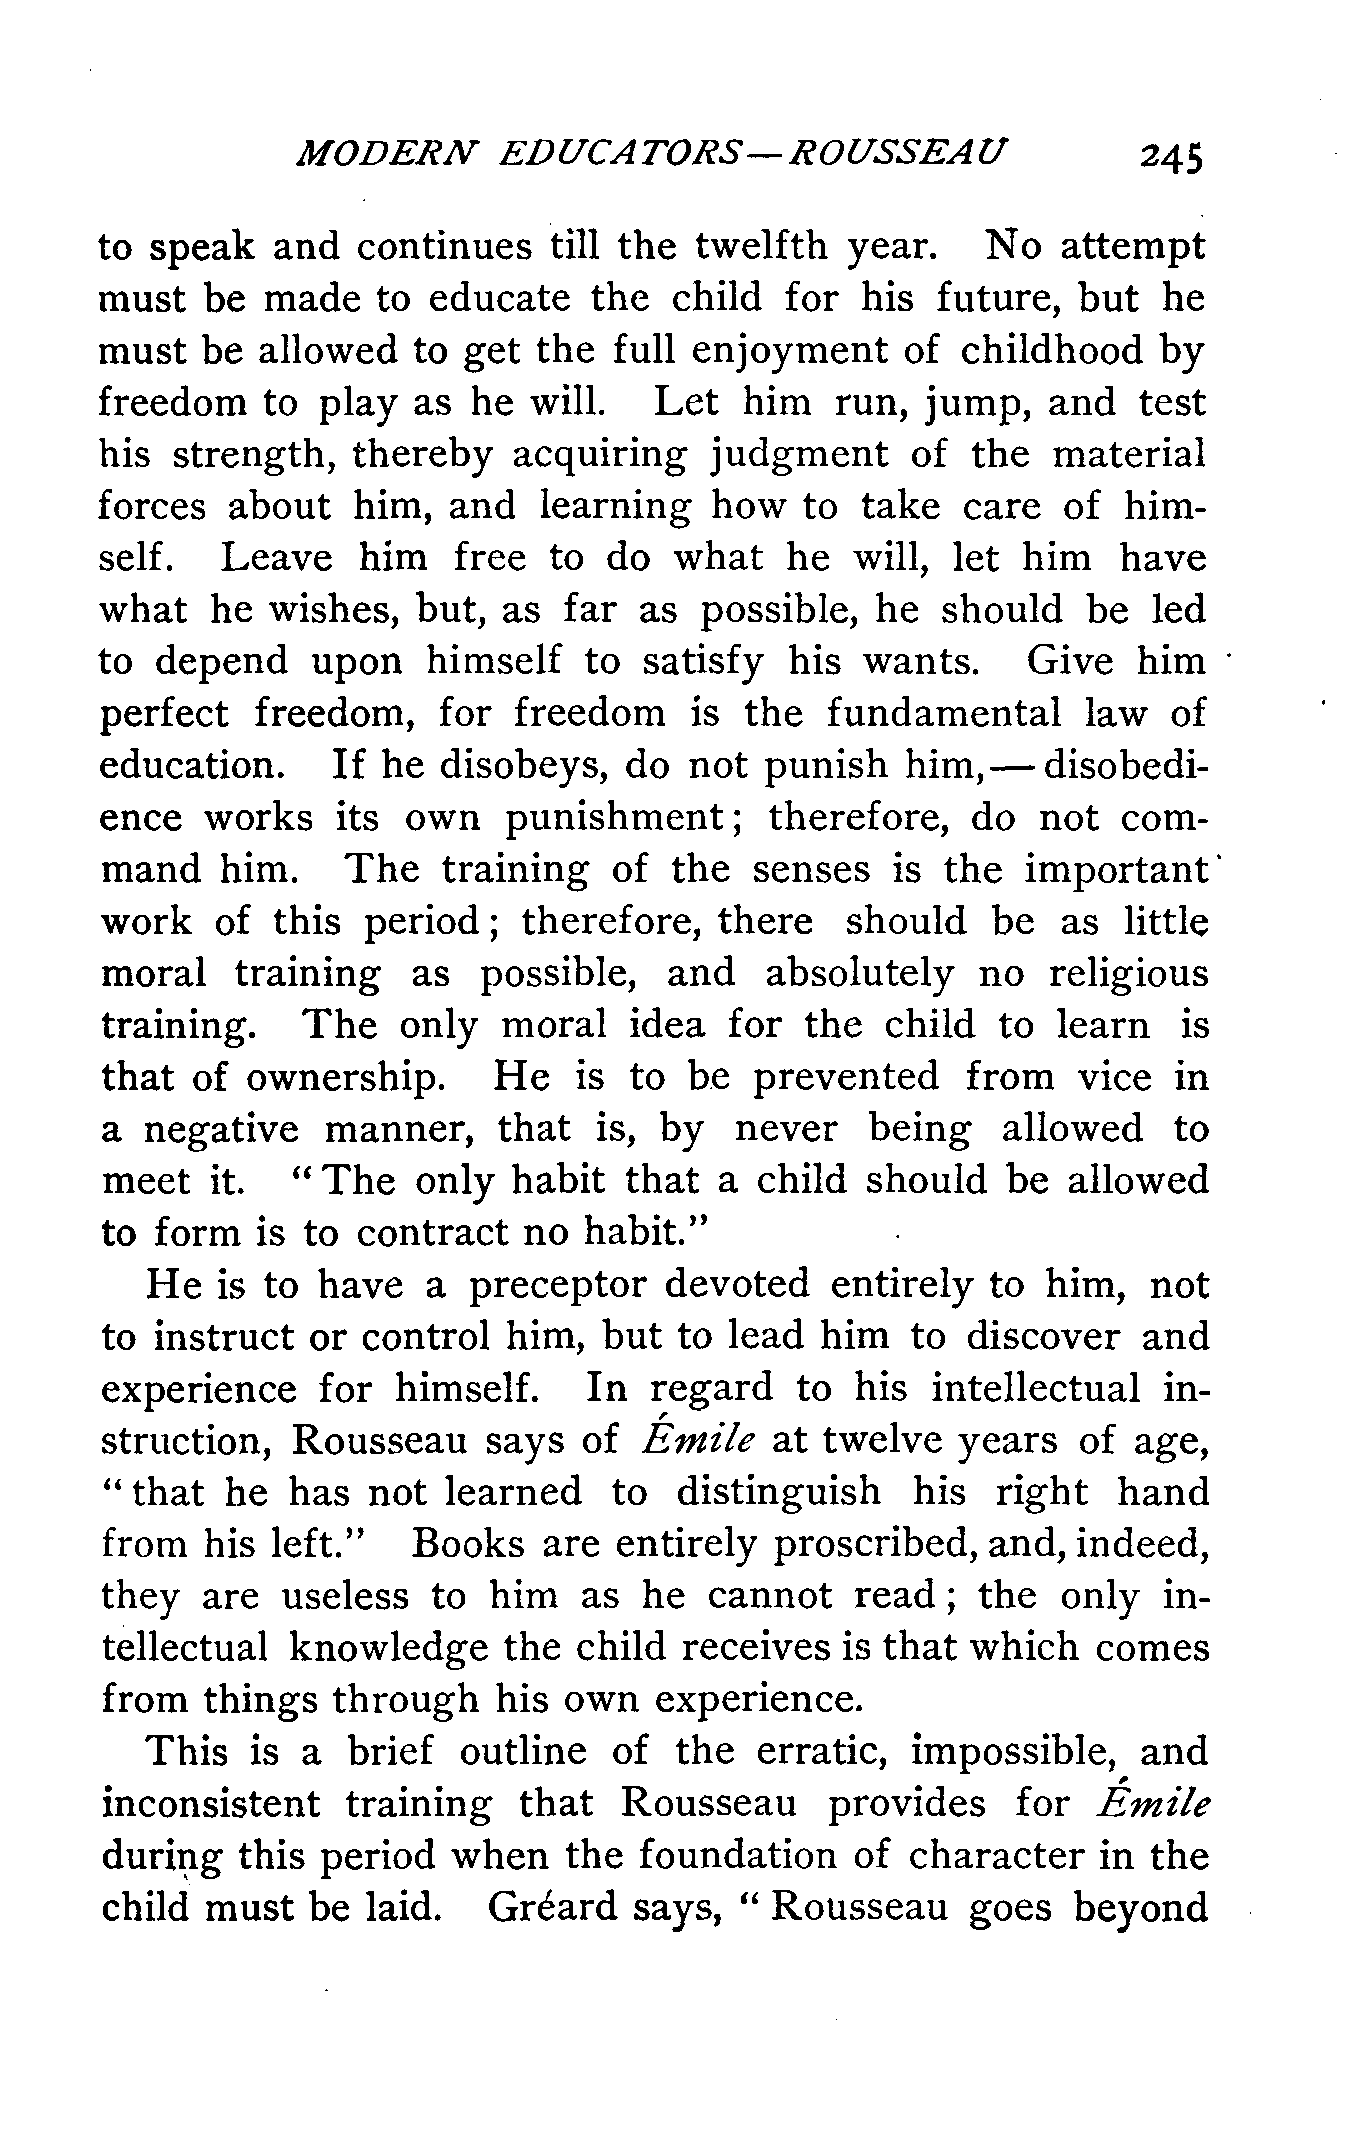 MODERN EDUCATORS—ROUSSEAU 245
to speak and continues till the twelfth year. No attempt
must be made to educate the child for his future, but he
must be allowed to get the full enjoyment of childhood by
freedom to play as he will. Let him run, jump, and test
his strength, thereby acquiring judgment of the material
forces about him, and learning how to take care of him-
self. Leave him free to do what he will, let him have
what he wishes, but, as far as possible, he should be led
to depend upon himself to satisfy his wants. Give him
perfect freedom, for freedom is the fundamental law of
education. If he disobeys, do not punish him,—disobedi-
ence works its own punishment; therefore, do not com-
mand him. The training of the senses is the important
work of this period; therefore, there should be as little
moral training as possible, and absolutely no religious
training. The only moral idea for the child to learn is
that of ownership. He is to be prevented from vice in
a negative manner, that is, by never being allowed to
meet it. "The only habit that a child should be allowed
to form is to contract no habit."
He is to have a preceptor devoted entirely to him, not
to instruct or control him, but to lead him to discover and
experience for himself. In regard to his intellectual in-
struction, Rousseau says of Émile at twelve years of age,
"that he has not learned to distinguish his right hand
from his left." Books are entirely proscribed, and, indeed,
they are useless to him as he cannot read; the only in-
tellectual knowledge the child receives is that which comes
from things through his own experience.
This is a brief outline of the erratic, impossible, and
inconsistent training that Rousseau provides for Émile
during this period when the foundation of character in the
child must be laid. Gréard says, "Rousseau goes beyond